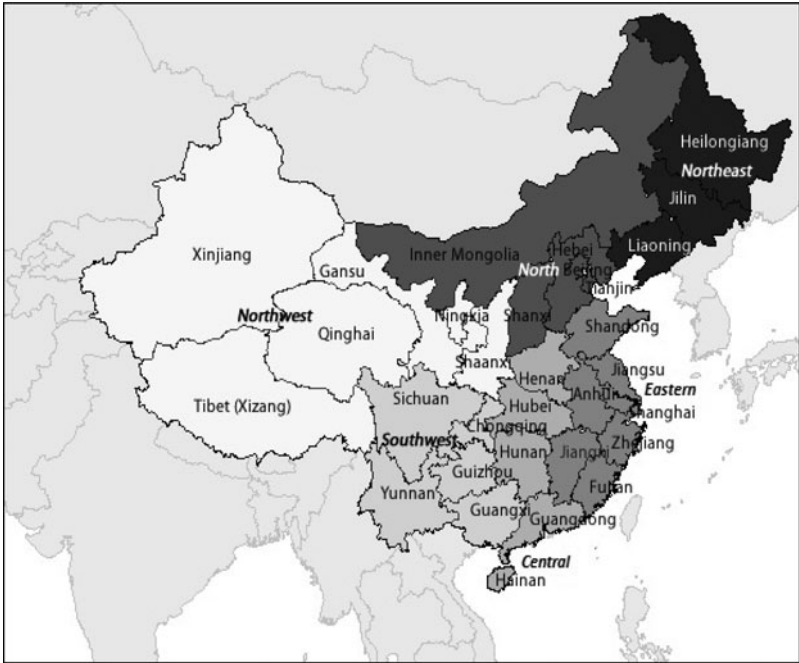 Heilongiang
Northeast
Jilin
Liaoning
Xinjiang
Gansu
Inner Mongolia
Hebei
North
Beijing
Tianjin
Northwest
Qinghai
Ningxia
Shanxi
Shandong
Shaanxi
Henan
Jiangsu
Eastern
Tibet (Xizang)
Sichuan
Anhui
Hubei
Shanghai
Chongqing
Southwest
Hunan
Jiangxi
Zhejiang
Guizhou
Yunnan
Fujian
Guangxi
Guangdong
Central
Hainan